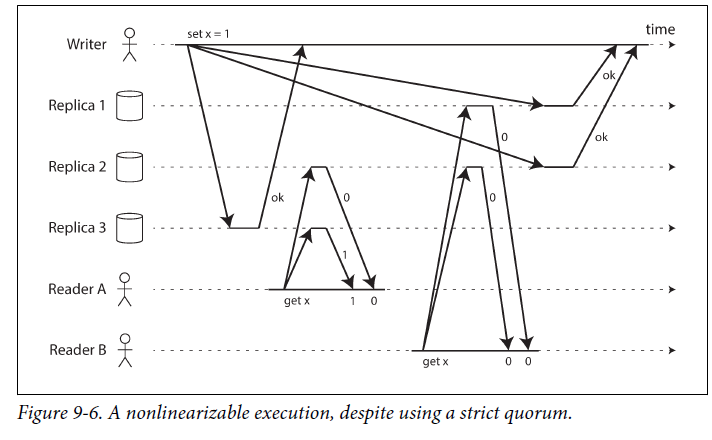 set x = 1
time
Writer
ok
Replica 1
0
ok
Replica 2
ok
0
0
Replica 3
1
Reader A
get x 1 0
Reader B
get x 0 0
Figure 9-6. A nonlinearizable execution, despite using a strict quorum.